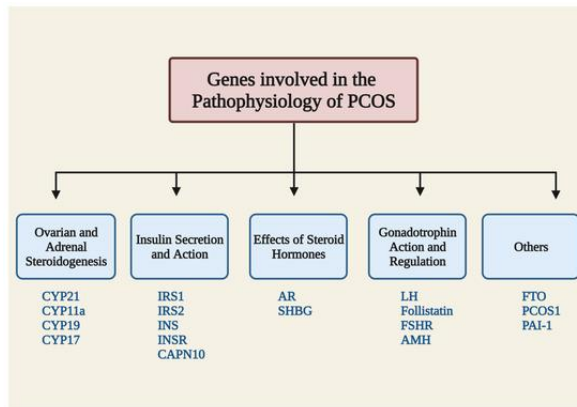 Genes involved in the
Pathophysiology of PCOS
Ovarian and
Adrenal
Steroidogenesis
CYP21
CYP11a
CYP19
CYP17
Insulin Secretion
and Action
IRS1
IRS2
INS
INSR
CAPN10
Effects of Steroid
Hormones
AR
SHBG
Gonadotrophin
Action and
Regulation
LH
Follistatin
FSHR
AMH
Others
FTO
PCOS1
PAI-1